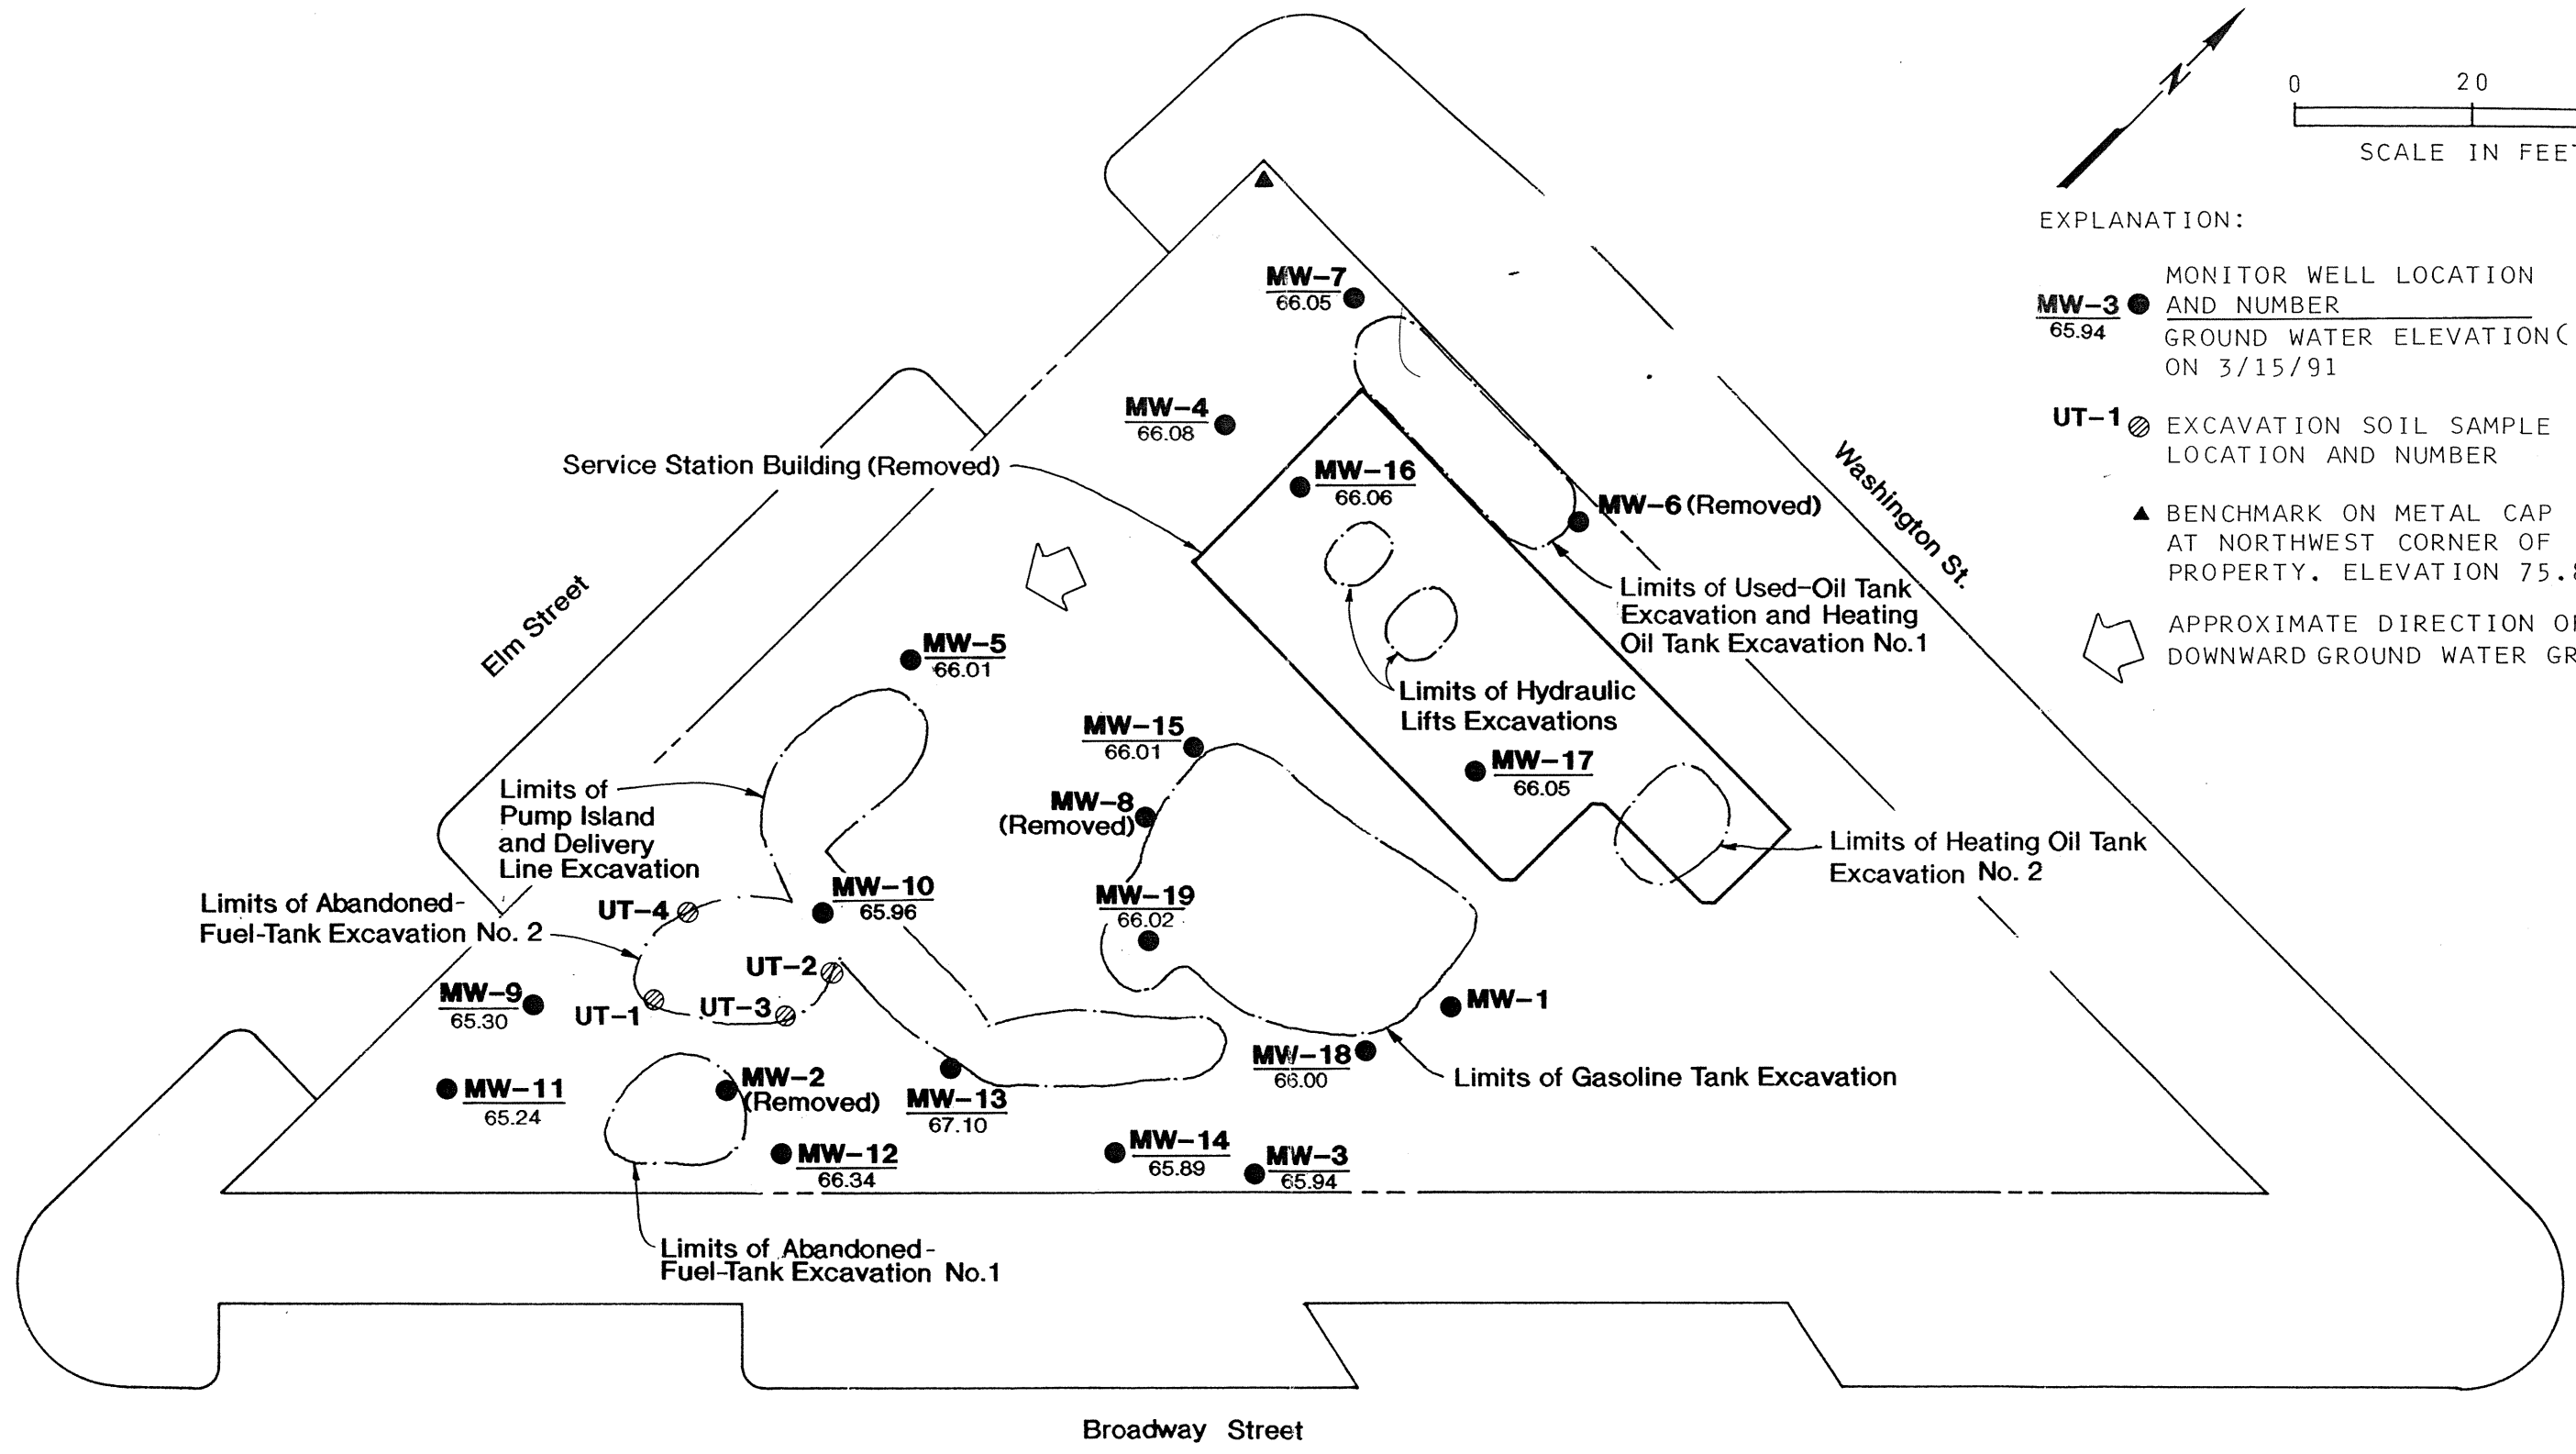 N
0 20
SCALE IN FEET
EXPLANATION:
MW-3
65.94
MONITOR WELL LOCATION
AND NUMBER
GROUND WATER ELEVATION(
ON 3/15/91
UT-1
EXCAVATION SOIL SAMPLE
LOCATION AND NUMBER
BENCHMARK ON METAL CAP
AT NORTHWEST CORNER OF
PROPERTY. ELEVATION 75.
APPROXIMATE DIRECTION
DOWNWARD GROUND WATER
MW-7
66.05
MW-4
66.08
Service Station Building (Removed)
MW-16
66.06
MW-6 (Removed)
Washington St.
Limits of Used-Oil Tank
Excavation and Heating
Oil Tank Excavation No.1
Elm Street
MW-5
66.01
Limits of Hydraulic
Lifts Excavations
MW-15
66.01
MW-17
66.05
MW-8
(Removed)
Limits of
Pump Island
and Delivery
Line Excavation
Limits of Heating Oil Tank
Excavation No. 2
MW-10
65.96
MW-19
66.02
Limits of Abandoned-
Fuel-Tank Excavation No. 2
UT-4
UT-2
MW-9
65.30
UT-1
UT-3
MW-1
MW-18
66.00
Limits of Gasoline Tank Excavation
MW-11
65.24
MW-2
(Removed)
MW-13
67.10
MW-12
66.34
MW-14
65.89
MW-3
65.94
Limits of Abandoned-
Fuel-Tank Excavation No.1
Broadway Street